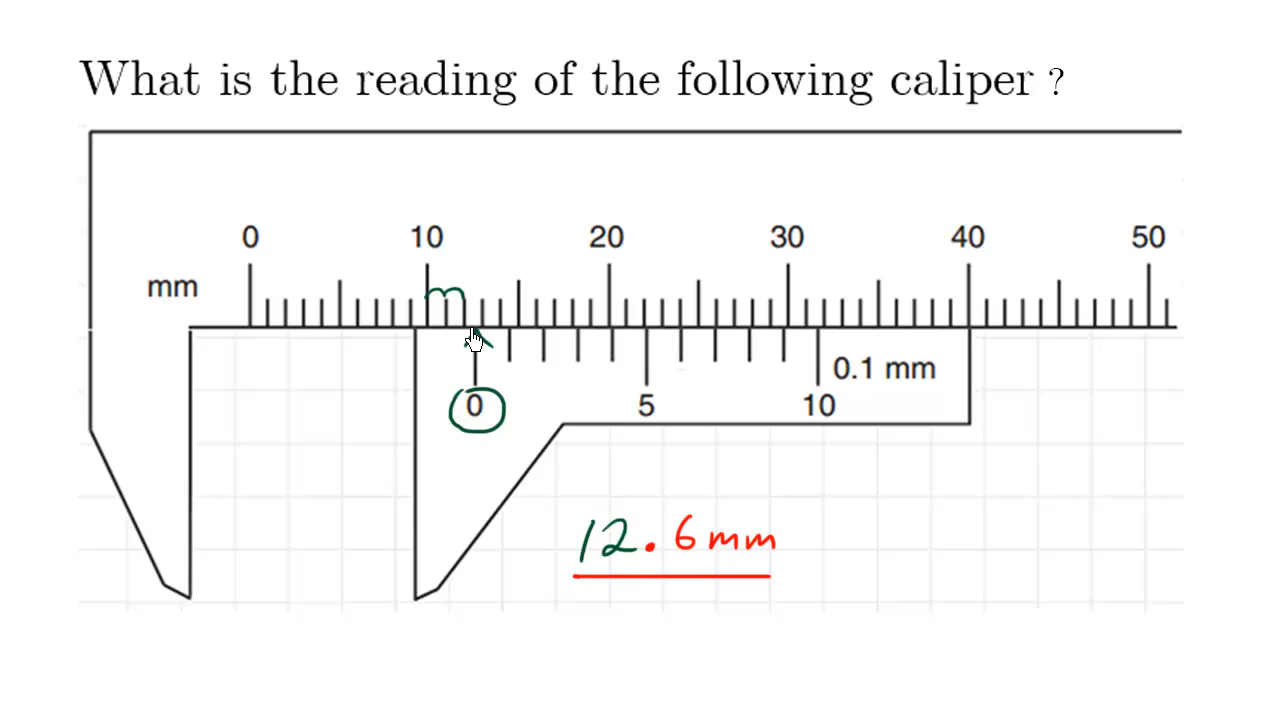 What is the reading of the following caliper ?
0 10 20 30 40 50
mm
0.1 mm
0 5 10
12.6mm